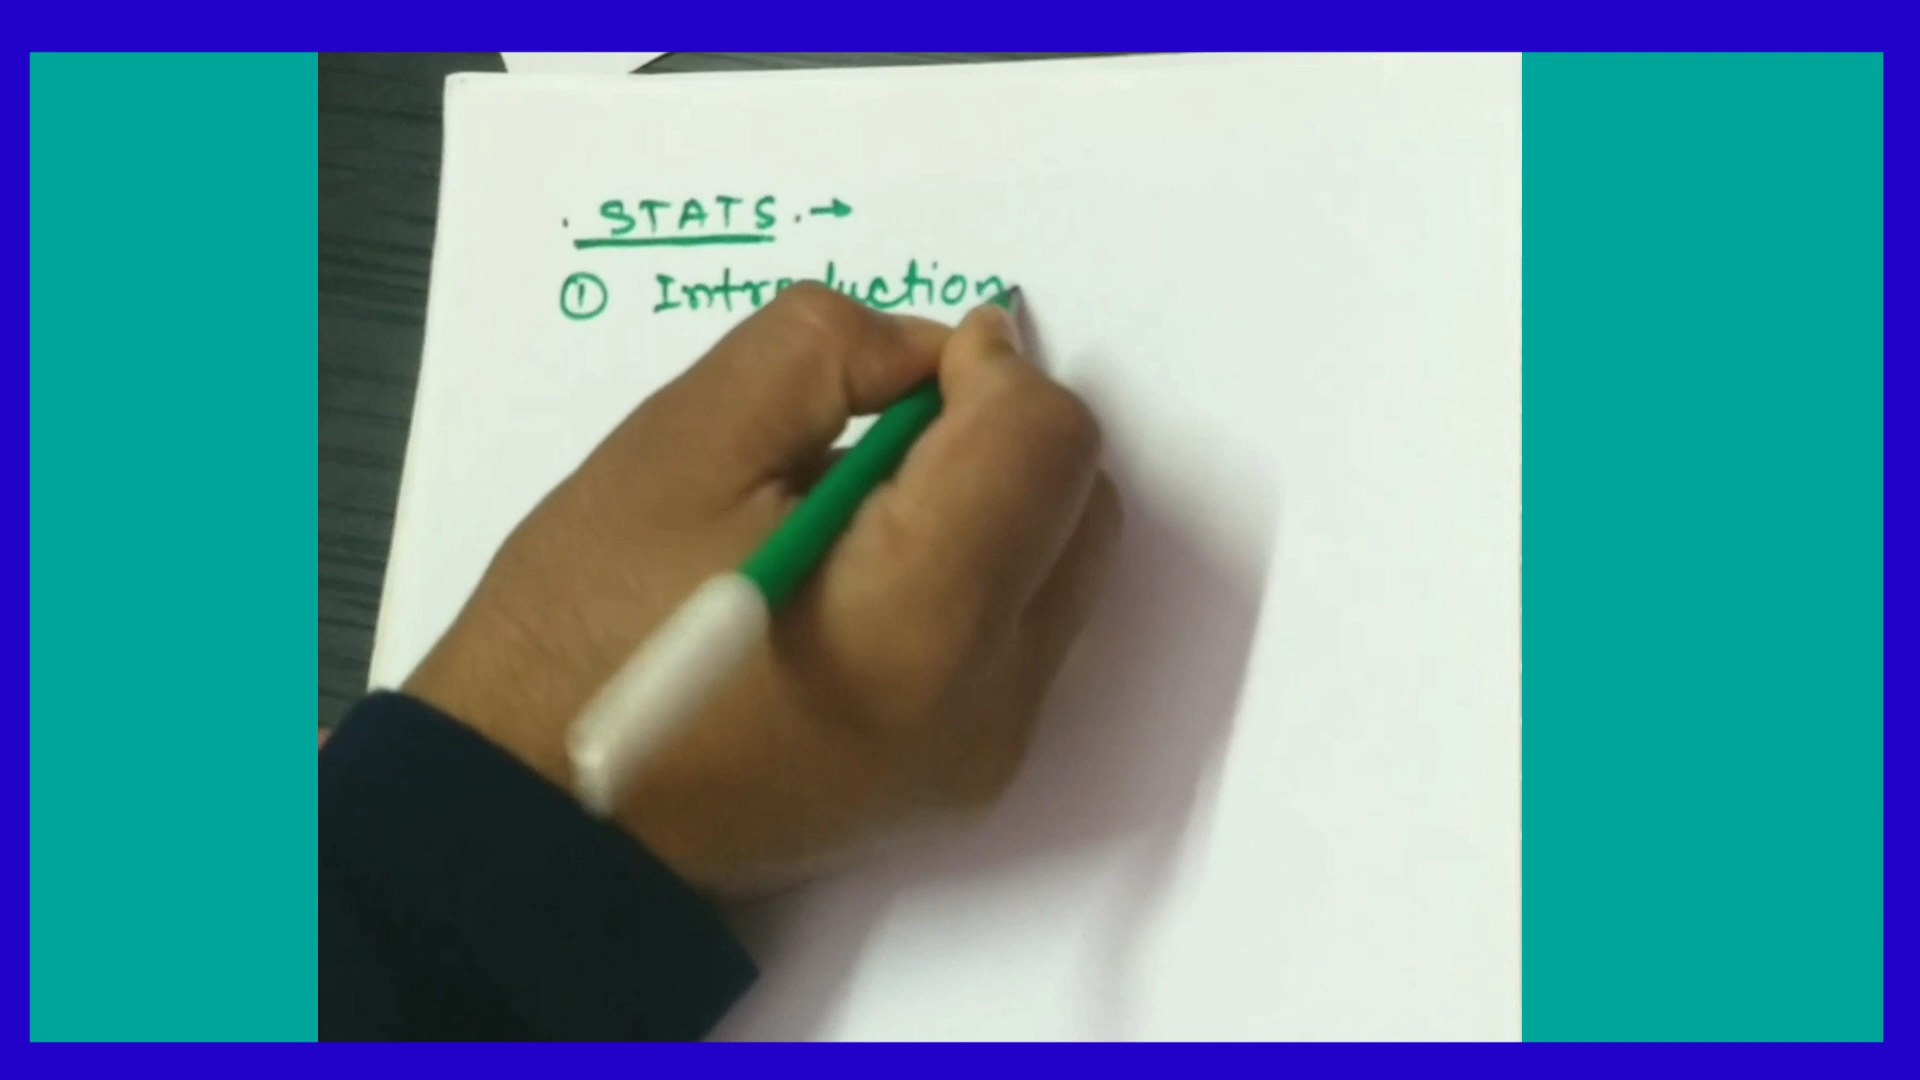 . STATS . →
① Introduction